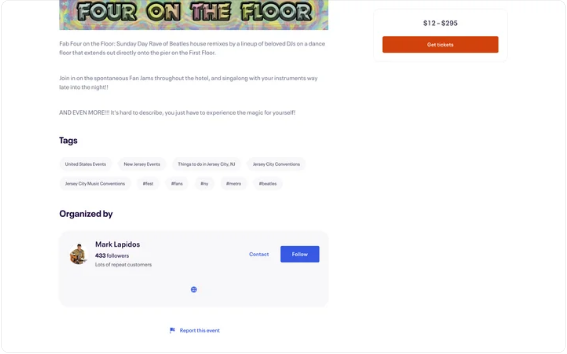 FOUR ON THE FLOOR
$12 - $295
Get tickets
Fab Four on the Floor: Sunday Day Rave of Beatles house remixes by a lineup of beloved DJs on a dance
floor that extends out directly onto the pier on the First Floor.
Join in on the spontaneous Fan Jams throughout the hotel, and singalong with your instruments way
late into the night!!
AND EVEN MORE!!! It's hard to describe, you just have to experience the magic for yourself!
Tags
United States Events
New Jersey Events
Things to do in Jersey City, NJ
Jersey City Conventions
Jersey City Music Conventions
#fest
#fans
#ny
#metro
#beatles
Organized by
Mark Lapidos
433 followers
Lots of repeat customers
Contact
Follow
Report this event